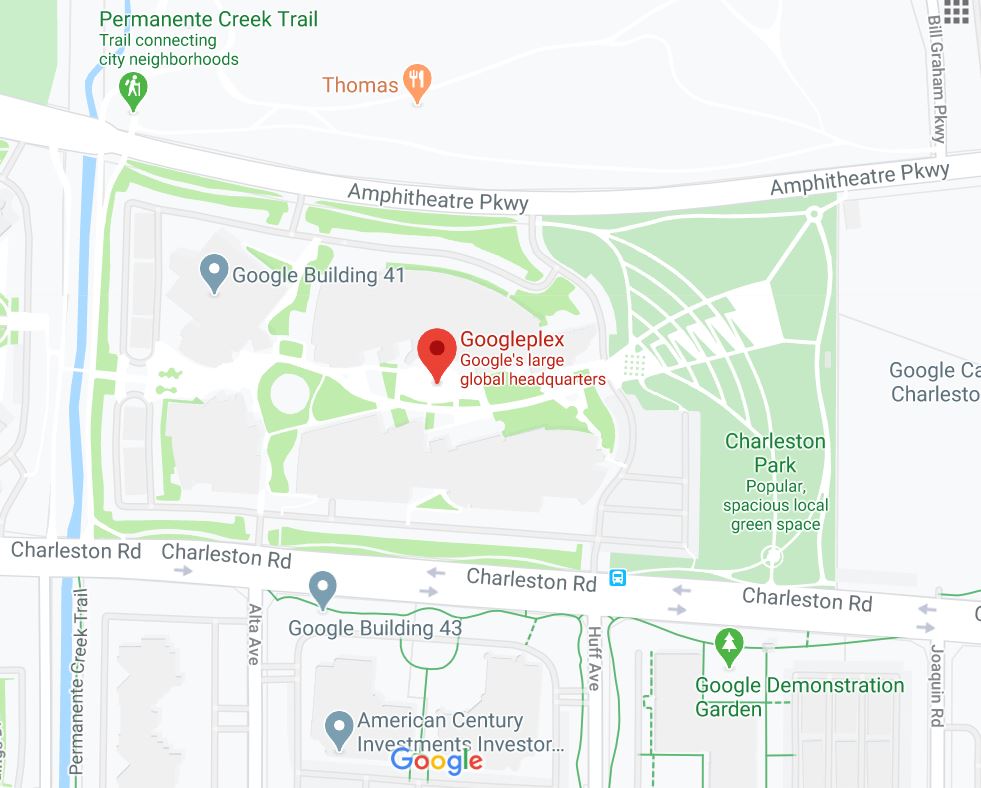 Permanente Creek Trail
Trail connecting
city neighborhoods
Bill Graham Pkwy
Thomas
Amphitheatre Pkwy
Amphitheatre Pkwy
Google Building 41
Googleplex
Google's large
global headquarters
Google Ca
Charlesto
Charleston
Park
Popular,
spacious local
green space
Charleston Rd
Charleston Rd
Charleston Rd
Charleston Rd
C
Permanente Creek Trail
Alta Ave
Google Building 43
Huff Ave
Joaquin Rd
Google Demonstration
Garden
American Century
Investments Investor...
Google